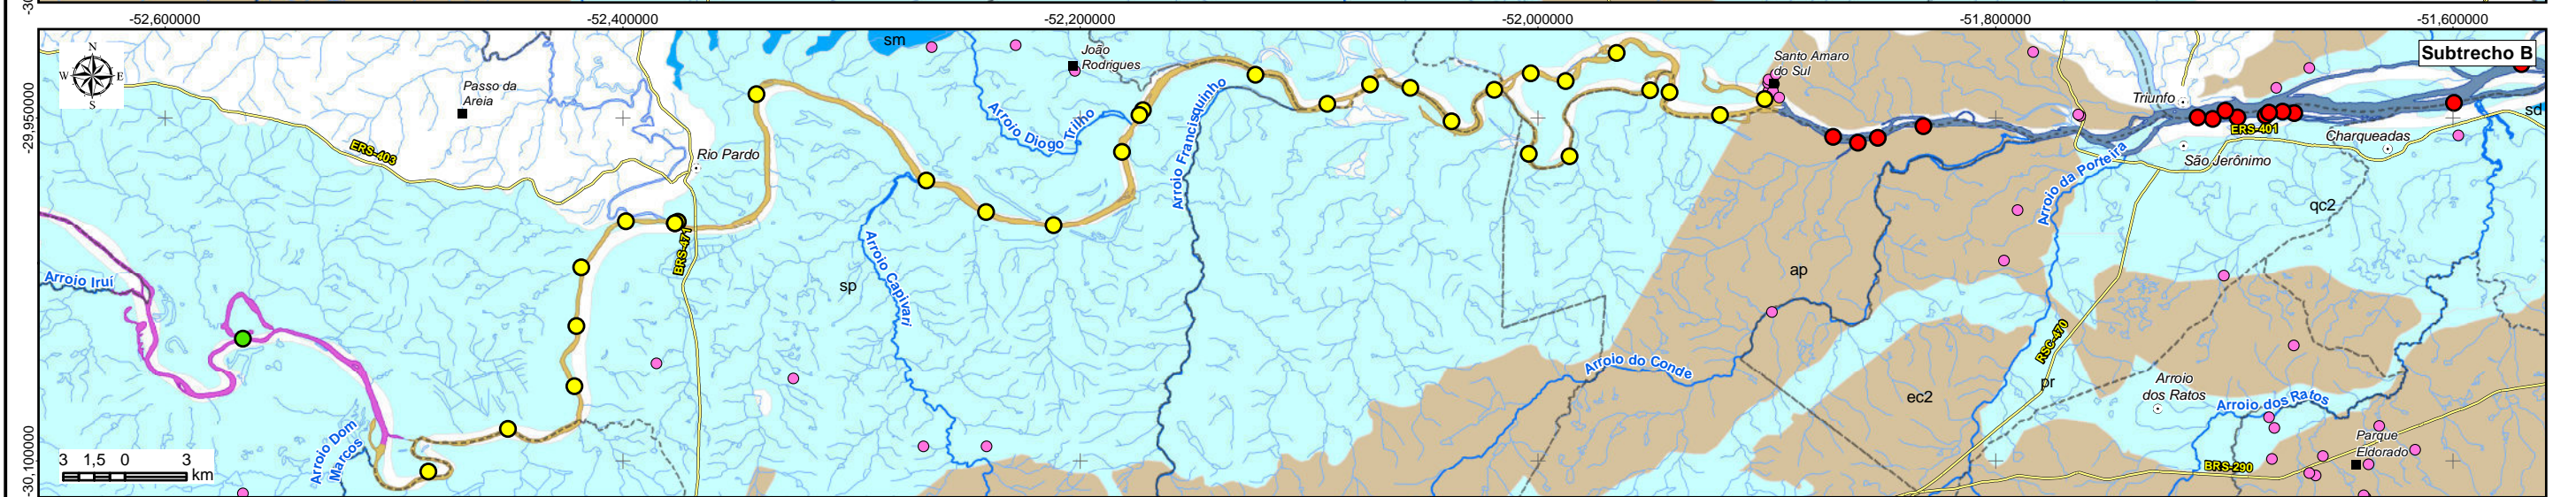 -52,600000
-52,400000
-52,200000
-52,000000
-51,800000
-51,600000
Subtrecho B
N
W E
S
sm
João
Rodrigues
Santo Amaro
do Sul
Passo da
Areia
-29,950000
Triunfo
sd
Arroio Diogo Trilho
Arroio Francisquinho
ERS-401
Charqueadas
ERS-403
Rio Pardo
São Jerônimo
Arroio da Porteira
qc2
BRS-471
Arroio Capivari
Arroio Iruí
sp
ap
RSC-470
Arroio do Conde
pr
ec2
Arroio
dos Ratos
Arroio dos Ratos
Arroio Dom
Marcos
Parque
Eldorado
BRS-290
-30,100000
3 1,5 0 3
km